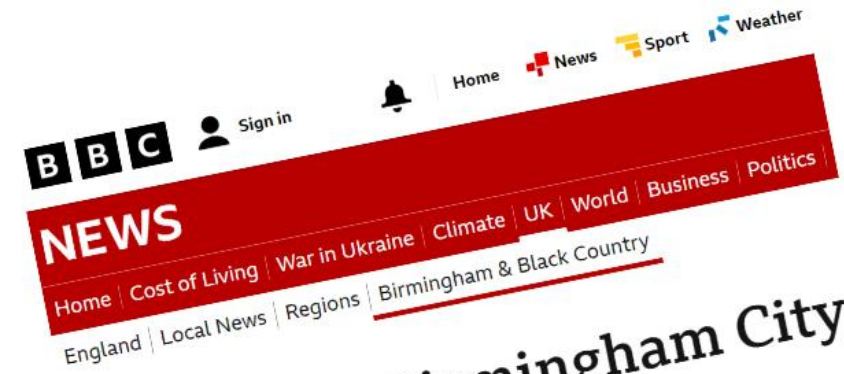 BBC Sign in Home News Sport Weather
NEWS
Home Cost of Living War in Ukraine Climate UK World Business Politics
England Local News Regions Birmingham & Black Country
City